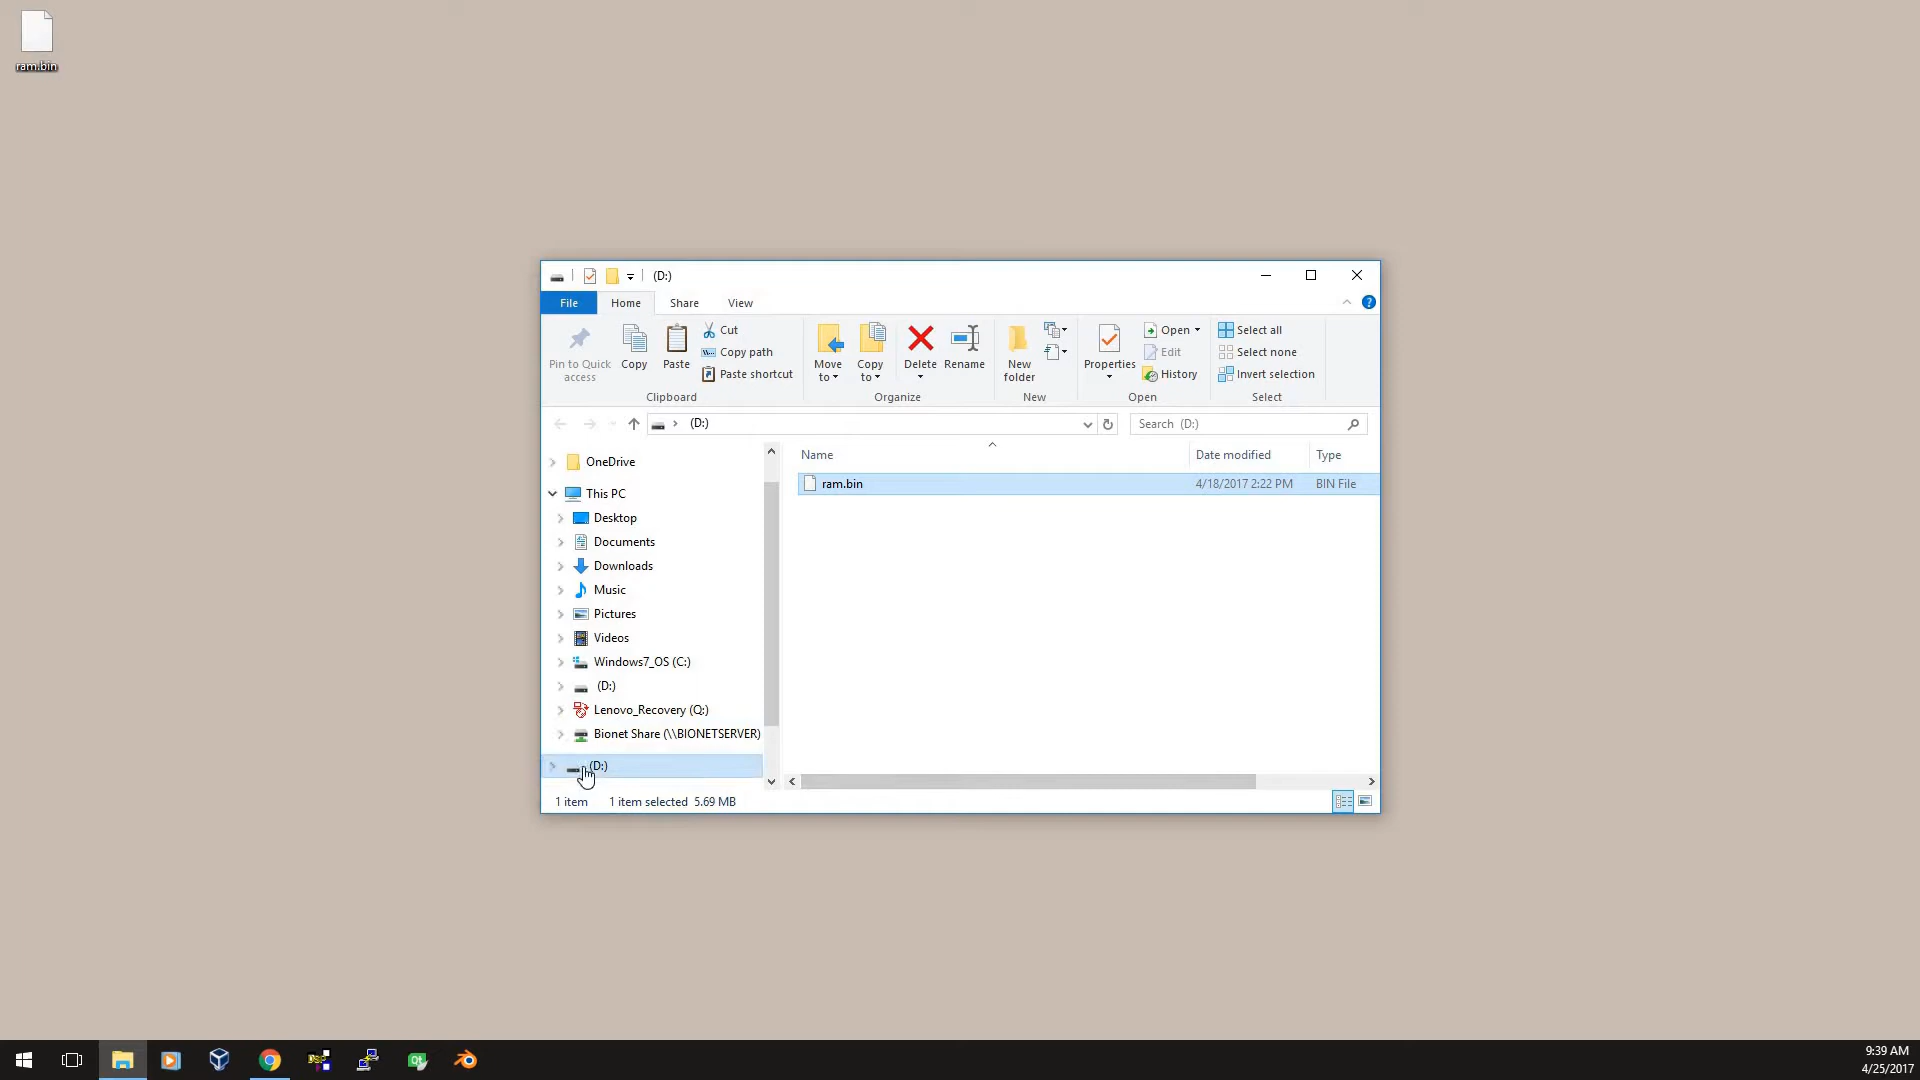 ram.bin
(D:)
File
Home
Share
View
?
Pin to Quick access
Copy
Paste
Cut
Copy path
Paste shortcut
Clipboard
Move to
Copy to
Delete
Rename
Organize
New folder
New
Properties
Open
Edit
History
Open
Select all
Select none
Invert selection
Select
(D:)
Search (D:)
OneDrive
This PC
Desktop
Documents
Downloads
Music
Pictures
Videos
Windows7_OS (C:)
(D:)
Lenovo_Recovery (Q:)
Bionet Share (\\BIONETSERVER)
(D:)
Name
Date modified
Type
ram.bin
4/18/2017 2:22 PM
BIN File
1 item
1 item selected 5.69 MB
Qt
9:39 AM
4/25/2017